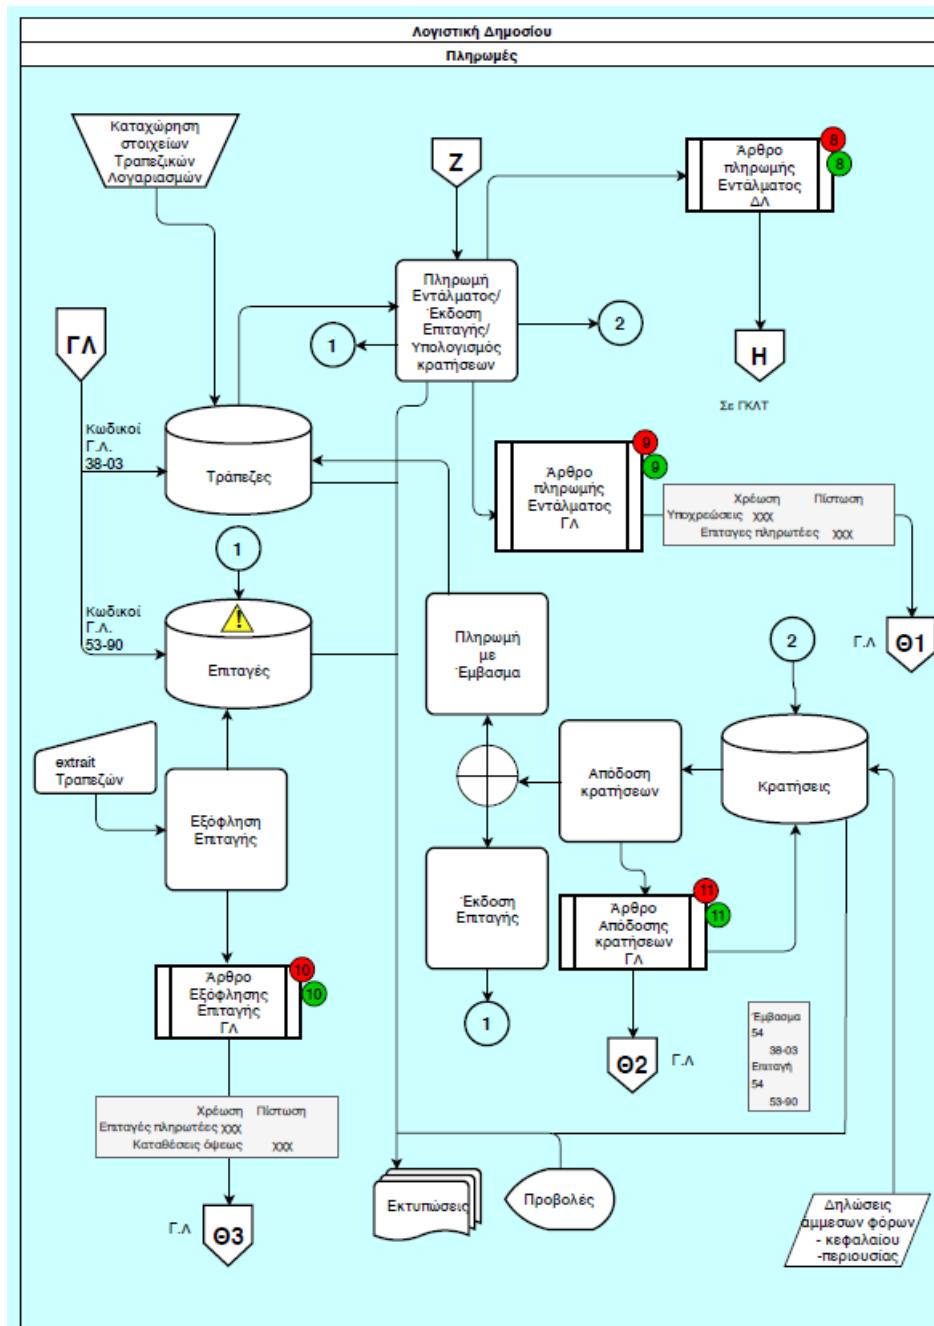 Λογιστική Δημοσίου
Πληρωμές
Καταχώρηση
στοιχείων
Τραπεζικών
Λογαριασμών
Ζ
Άρθρο
πληρωμής
Εντάλματος
ΔΛ
8
8
Πληρωμή
Εντάλματος/
Έκδοση
Επιταγής/
Υπολογισμός
κρατήσεων
1
2
ΓΛ
Η
Σε ΓΚΛΤ
Κωδικοί
Γ.Λ.
38-03
Τράπεζες
Άρθρο
πληρωμής
Εντάλματος
ΓΛ
9
9
Χρέωση Πίστωση
Υποχρεώσεις XXX
Επιταγες πληρωτέες XXX
1
Κωδικοί
Γ.Λ.
53-90
Επιταγές
Πληρωμή
με
Έμβασμα
2
Γ.Λ
Θ1
extrait
Τραπεζών
Εξόφληση
Επιταγής
Απόδοση
κρατήσεων
Κρατήσεις
Έκδοση
Επιταγής
Άρθρο
Απόδοσης
κρατήσεων
ΓΛ
11
11
Άρθρο
Εξόφλησης
Επιταγής
ΓΛ
10
10
1
Θ2
Γ.Λ
Έμβασμα
54
38-03
Επιταγή
54
53-90
Χρέωση Πίστωση
Επιταγές πληρωτέες XXX
Καταθέσεις όψεως XXX
Γ.Λ
Θ3
Εκτυπώσεις
Προβολές
Δηλώσεις
άμμεσων φόρων
- κεφαλαίου
-περιουσίας